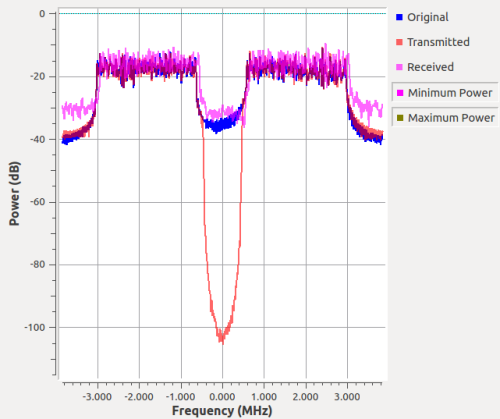 0
-20
-40
-60
-80
-100
Power (dB)
-3.000 -2.000 -1.000 0.000 1.000 2.000 3.000
Frequency (MHz)
Original
Transmitted
Received
Minimum Power
Maximum Power